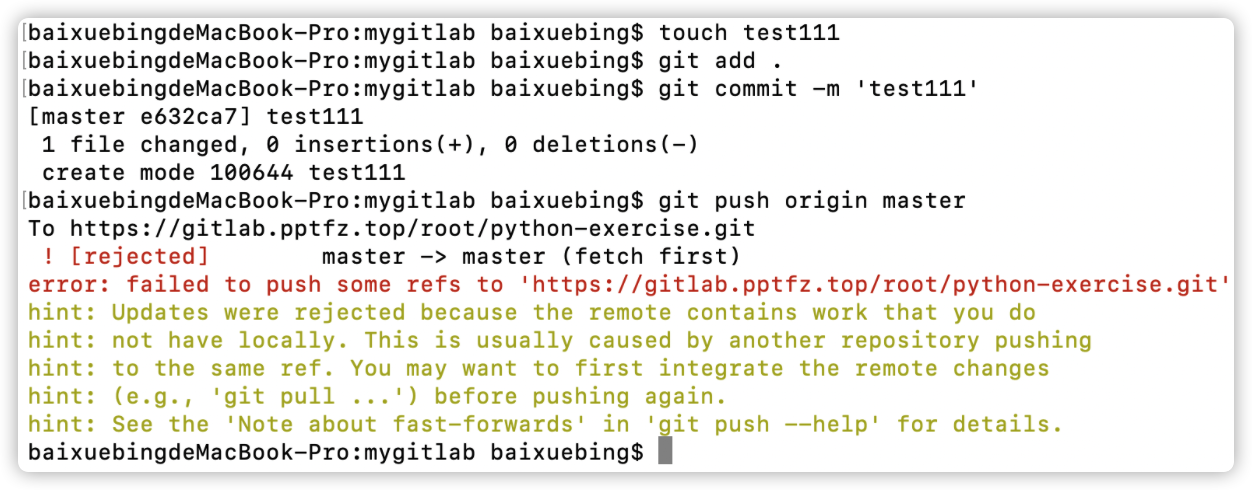 [baixuebingdeMacBook-Pro:mygitlab baixuebing$ touch test111
[baixuebingdeMacBook-Pro:mygitlab baixuebing$ git add .
[baixuebingdeMacBook-Pro:mygitlab baixuebing$ git commit -m 'test111'
[master e632ca7] test111
 1 file changed, 0 insertions(+), 0 deletions(-)
 create mode 100644 test111
[baixuebingdeMacBook-Pro:mygitlab baixuebing$ git push origin master
To https://gitlab.pptfz.top/root/python-exercise.git
 ! [rejected]        master -> master (fetch first)
error: failed to push some refs to 'https://gitlab.pptfz.top/root/python-exercise.git'
hint: Updates were rejected because the remote contains work that you do
hint: not have locally. This is usually caused by another repository pushing
hint: to the same ref. You may want to first integrate the remote changes
hint: (e.g., 'git pull ...') before pushing again.
hint: See the 'Note about fast-forwards' in 'git push --help' for details.
baixuebingdeMacBook-Pro:mygitlab baixuebing$